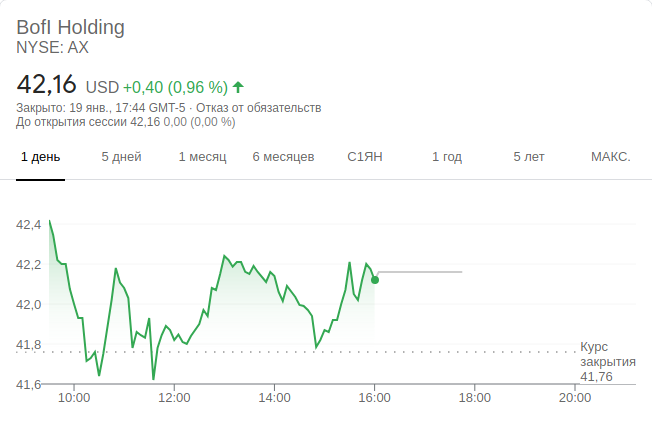 BofI Holding
NYSE: AX
42,16 USD +0,40 (0,96 %)
Закрыто: 19 янв., 17:44 GMT-5 · Отказ от обязательств
До открытия сессии 42,16 0,00 (0,00 %)
1 день 5 дней 1 месяц 6 месяцев С1ЯН 1 год 5 лет МАКС.
42,4
42,2
42,0
41,8
Курс
закрытия
41,76
41,6
10:00 12:00 14:00 16:00 18:00 20:00